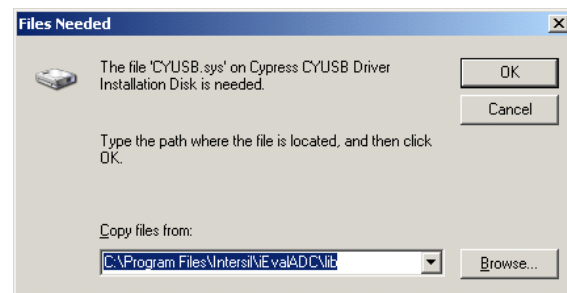 Files Needed
The file 'CYUSB.sys' on Cypress CYUSB Driver
Installation Disk is needed.
OK
Cancel
Type the path where the file is located, and then click
OK.
Copy files from:
C:\Program Files\Intersil\iEvalADC\lib
Browse...